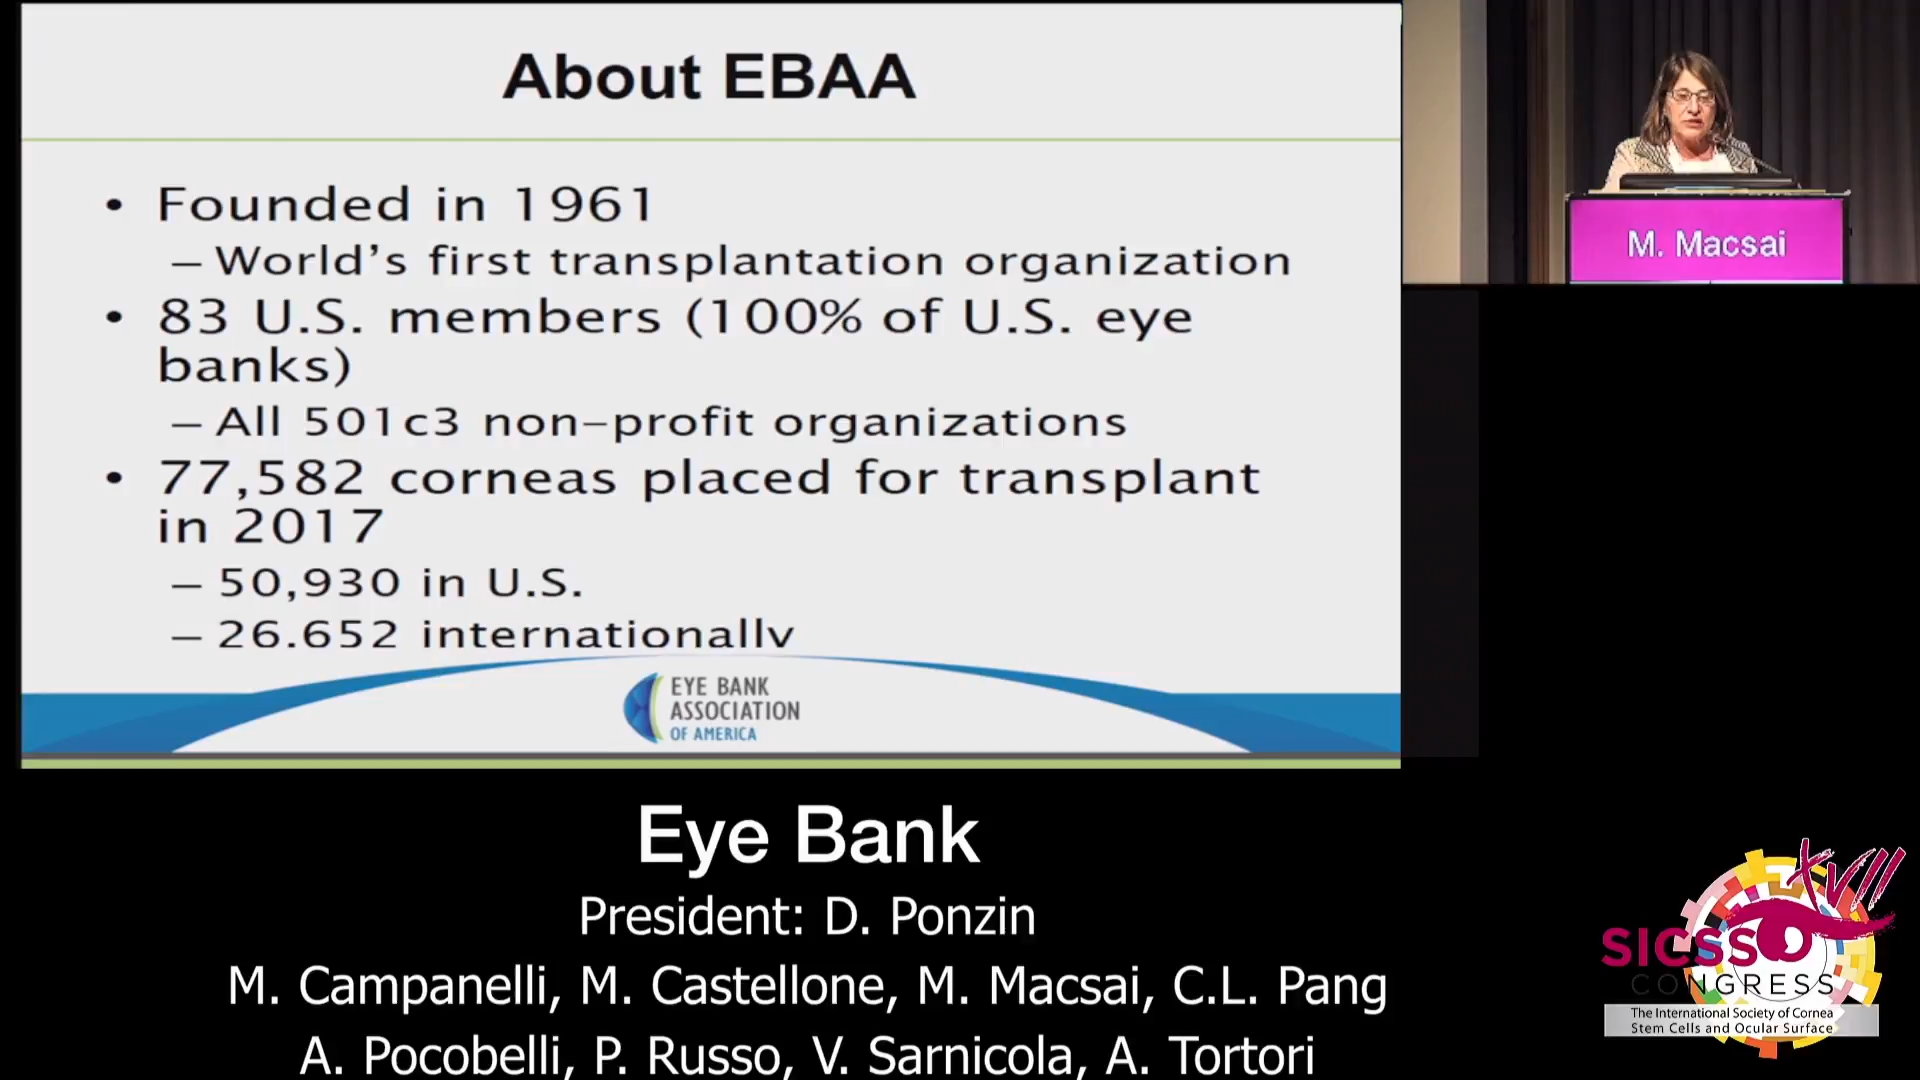 About EBAA
• Founded in 1961
– World’s first transplantation organization
• 83 U.S. members (100% of U.S. eye
banks)
– All 501c3 non–profit organizations
• 77,582 corneas placed for transplant
in 2017
– 50,930 in U.S.
– 26,652 internationally
EYE BANK
ASSOCIATION
OF AMERICA
M. Macsai
Eye Bank
President: D. Ponzin
M. Campanelli, M. Castellone, M. Macsai, C.L. Pang
A. Pocobelli, P. Russo, V. Sarnicola, A. Tortori
XVII
SICSSO
CONGRESS
The International Society of Cornea
Stem Cells and Ocular Surface